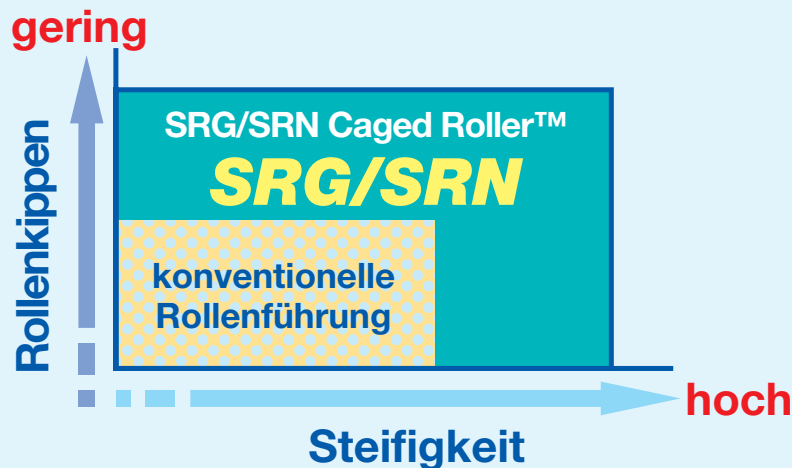 gering
Rollenkippen
SRG/SRN Caged Roller™
SRG/SRN
konventionelle
Rollenführung
hoch
Steifigkeit